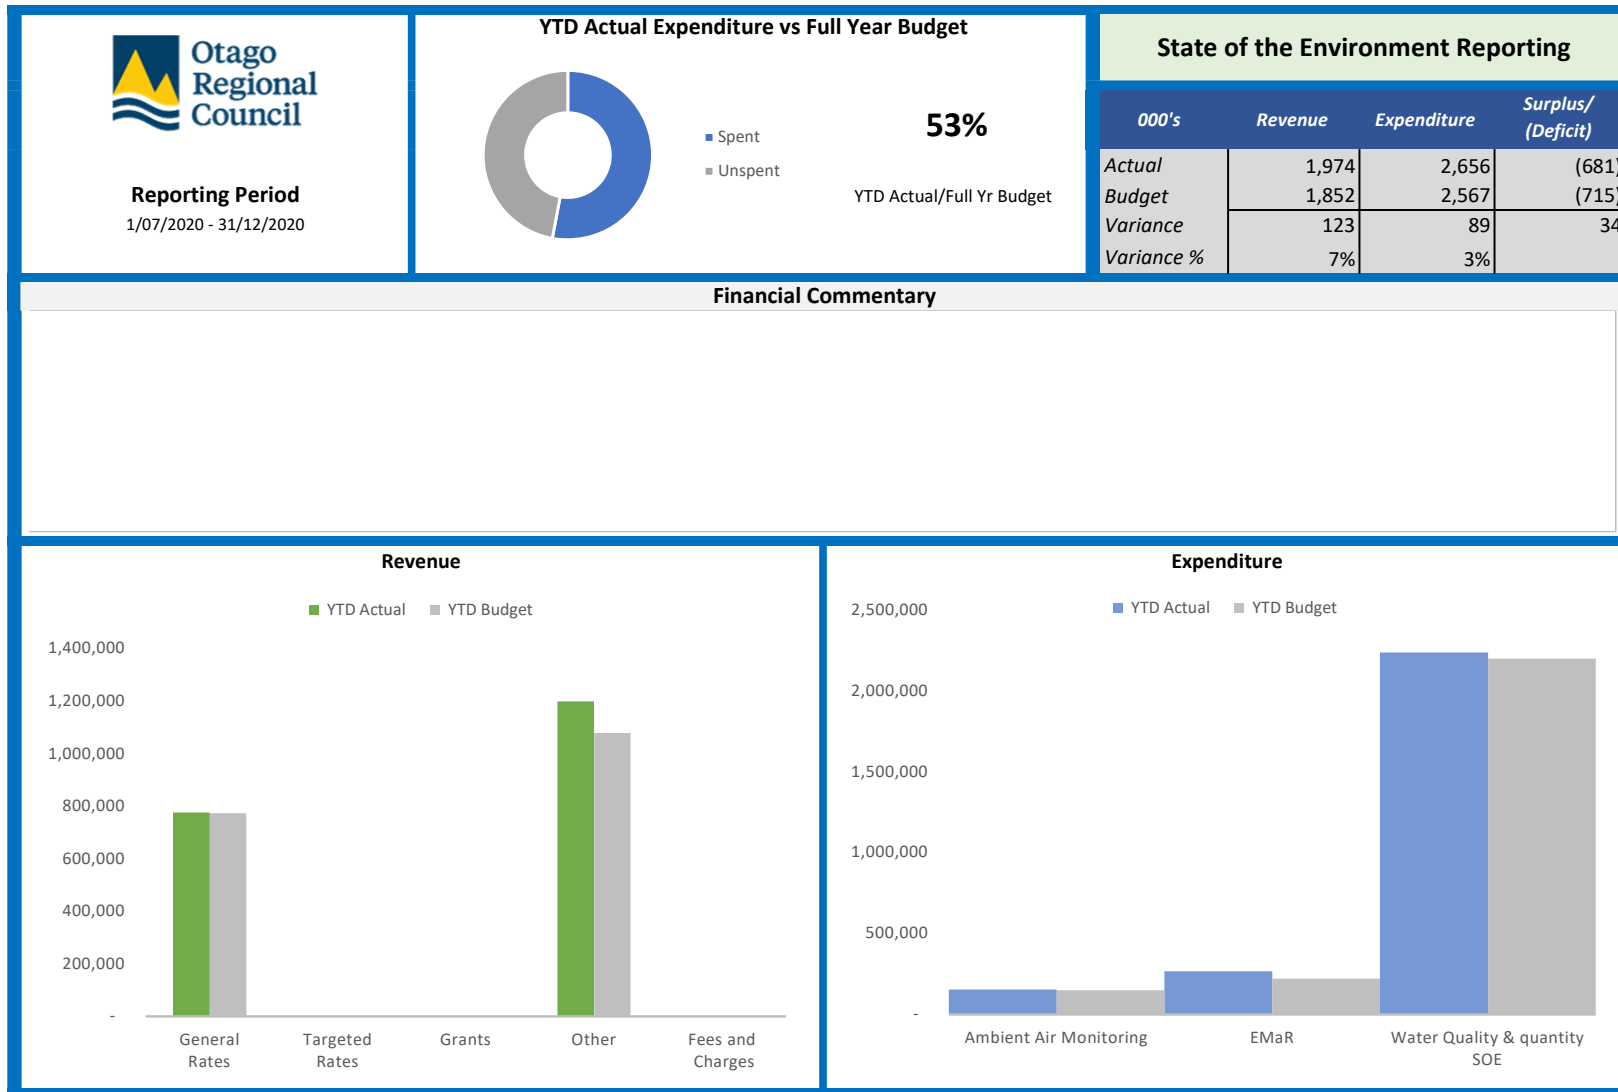 Otago
Regional
Council
Reporting Period
1/07/2020 - 31/12/2020
YTD Actual Expenditure vs Full Year Budget
Spent
Unspent
53%
YTD Actual/Full Yr Budget
State of the Environment Reporting
000's Revenue Expenditure Surplus/ (Deficit)
Actual 1,974 2,656 (681)
Budget 1,852 2,567 (715)
Variance 123 89 34
Variance % 7% 3%
Financial Commentary
Revenue
YTD Actual YTD Budget
1,400,000
1,200,000
1,000,000
800,000
600,000
400,000
200,000
-
General Rates Targeted Rates Grants Other Fees and Charges
Expenditure
YTD Actual YTD Budget
2,500,000
2,000,000
1,500,000
1,000,000
500,000
-
Ambient Air Monitoring EMaR Water Quality & quantity SOE